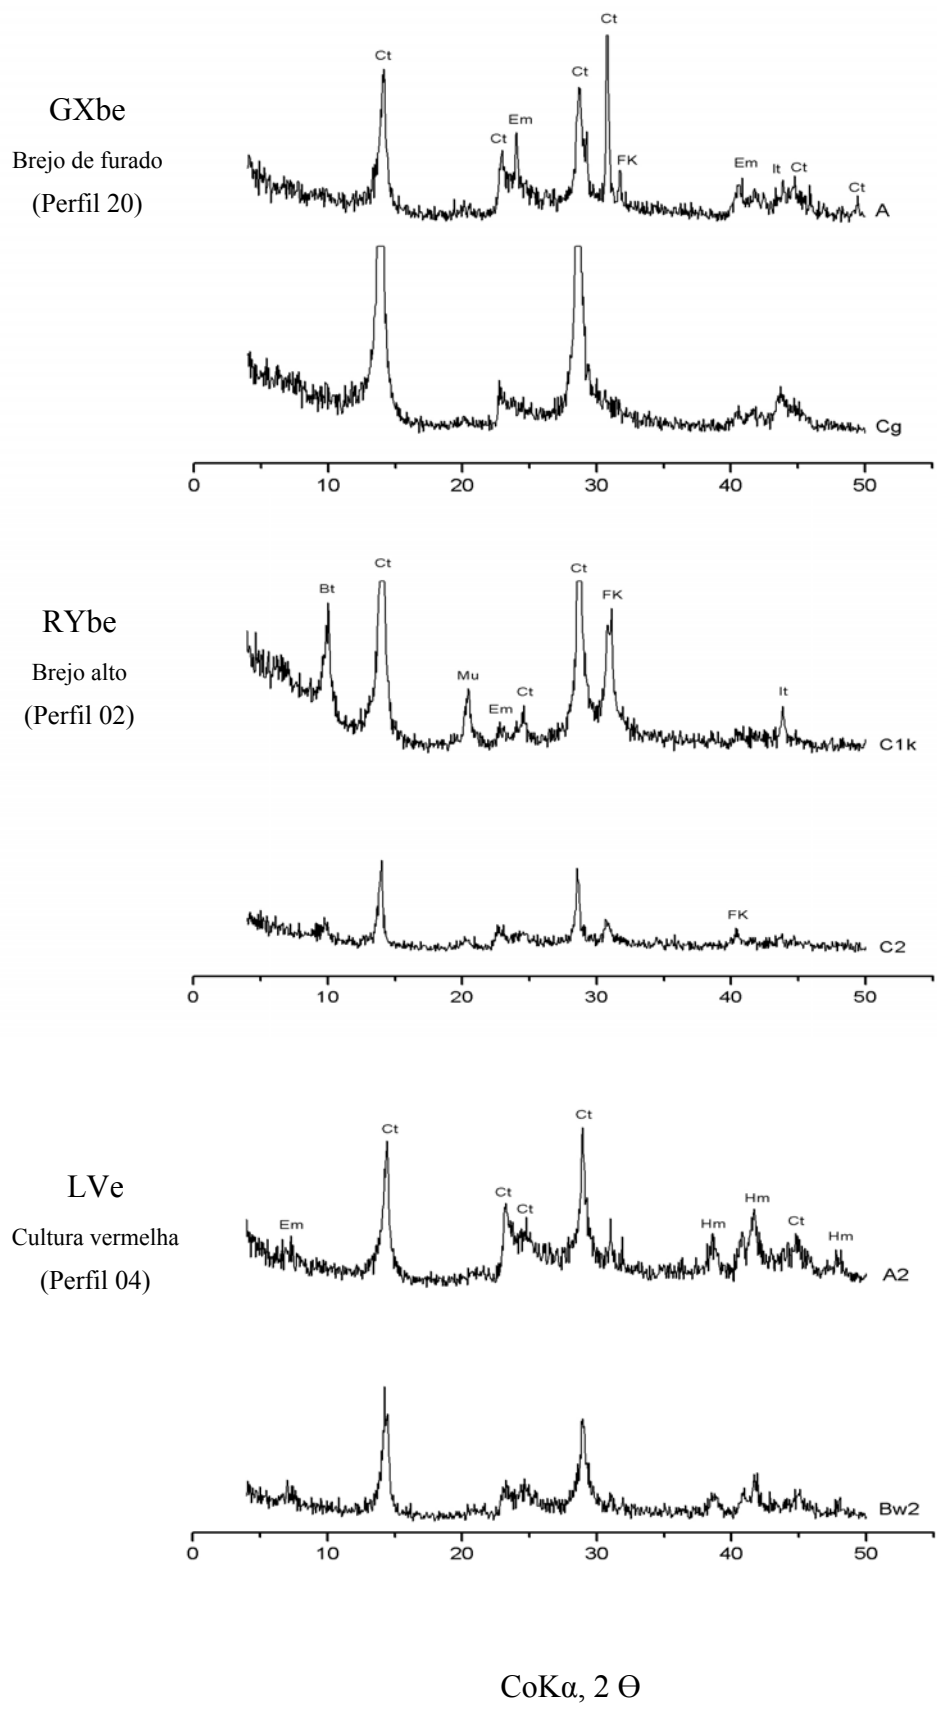 Ct
Ct
Ct
Em
Ct
FK
Em
It
Ct
Ct
A
GXbe
Brejo de furado
(Perfil 20)
Cg
0 10 20 30 40 50
Ct
Ct
Bt
FK
Mu
Em
Ct
It
C1k
RYbe
Brejo alto
(Perfil 02)
FK
C2
0 10 20 30 40 50
Ct
Ct
Ct
Ct
Em
Hm
Hm
Ct
Hm
A2
LVe
Cultura vermelha
(Perfil 04)
Bw2
0 10 20 30 40 50
CoKα, 2 ϴ